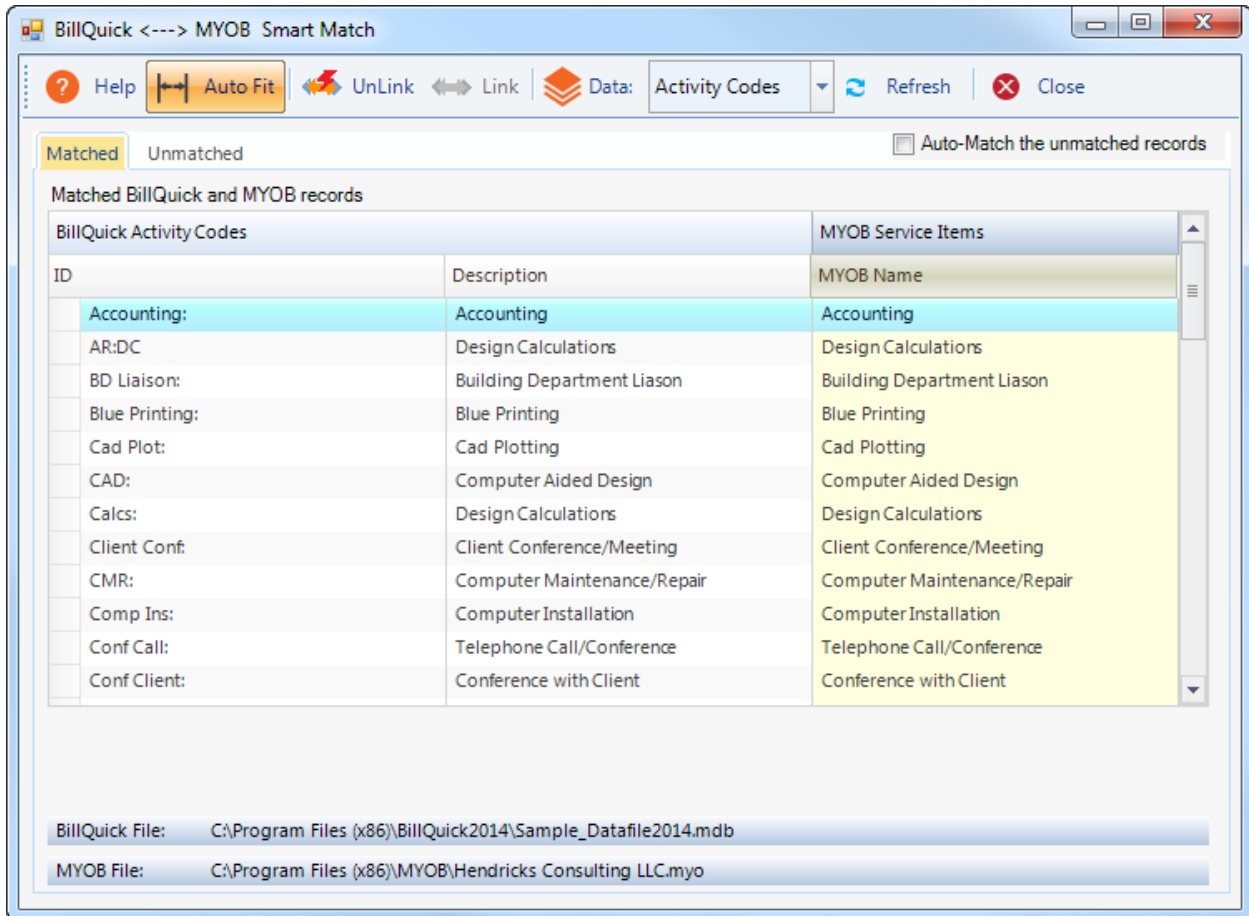 BillQuick <---> MYOB Smart Match
Help Auto Fit UnLink Link Data: Activity Codes Refresh Close
Matched Unmatched Auto-Match the unmatched records
Matched BillQuick and MYOB records
BillQuick Activity Codes MYOB Service Items
ID Description MYOB Name
Accounting: Accounting Accounting
AR:DC Design Calculations Design Calculations
BD Liaison: Building Department Liason Building Department Liason
Blue Printing: Blue Printing Blue Printing
Cad Plot: Cad Plotting Cad Plotting
CAD: Computer Aided Design Computer Aided Design
Calcs: Design Calculations Design Calculations
Client Conf: Client Conference/Meeting Client Conference/Meeting
CMR: Computer Maintenance/Repair Computer Maintenance/Repair
Comp Ins: Computer Installation Computer Installation
Conf Call: Telephone Call/Conference Telephone Call/Conference
Conf Client: Conference with Client Conference with Client
BillQuick File: C:\Program Files (x86)\BillQuick2014\Sample_Datafile2014.mdb
MYOB File: C:\Program Files (x86)\MYOB\Hendricks Consulting LLC.myo